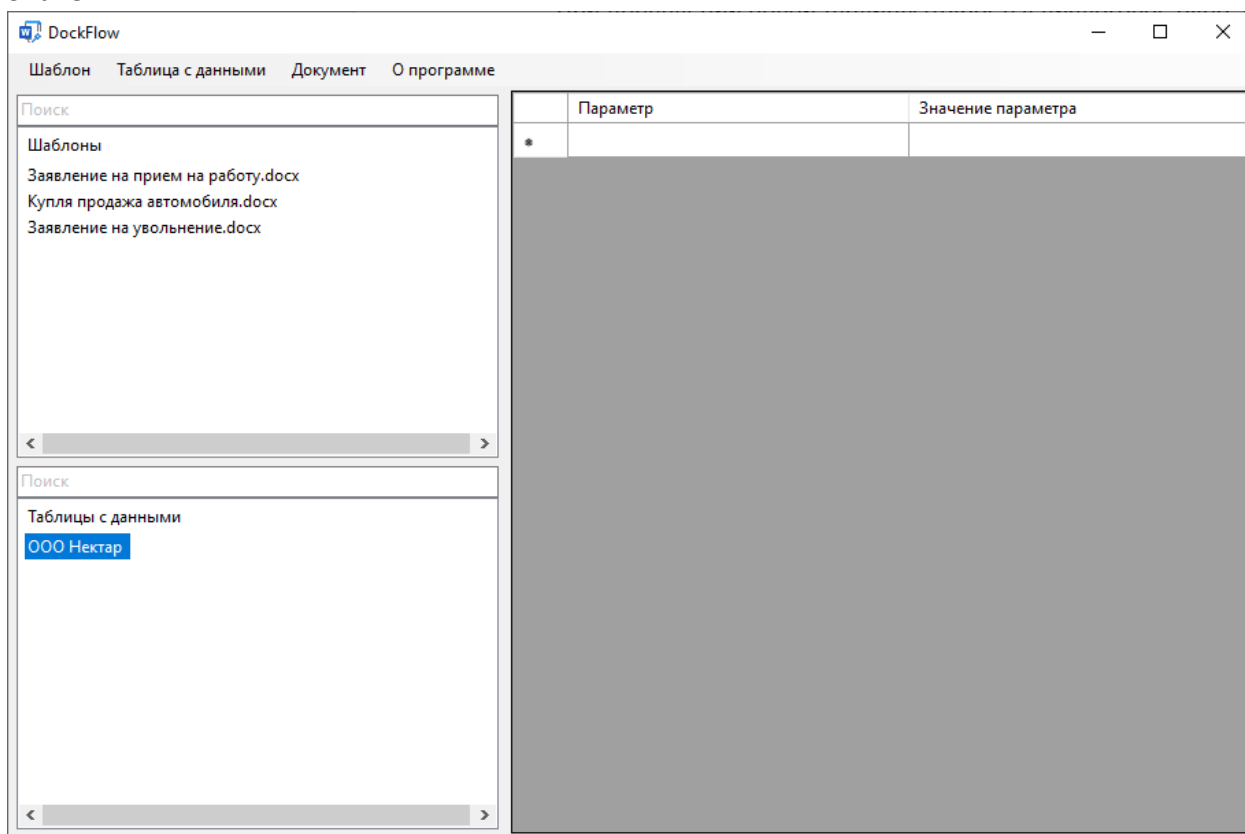 DockFlow
Шаблон Таблица с данными Документ О программе
Поиск
Шаблоны
Заявление на прием на работу.docx
Купля продажа автомобиля.docx
Заявление на увольнение.docx
Поиск
Таблицы с данными
ООО Нектар
Параметр Значение параметра